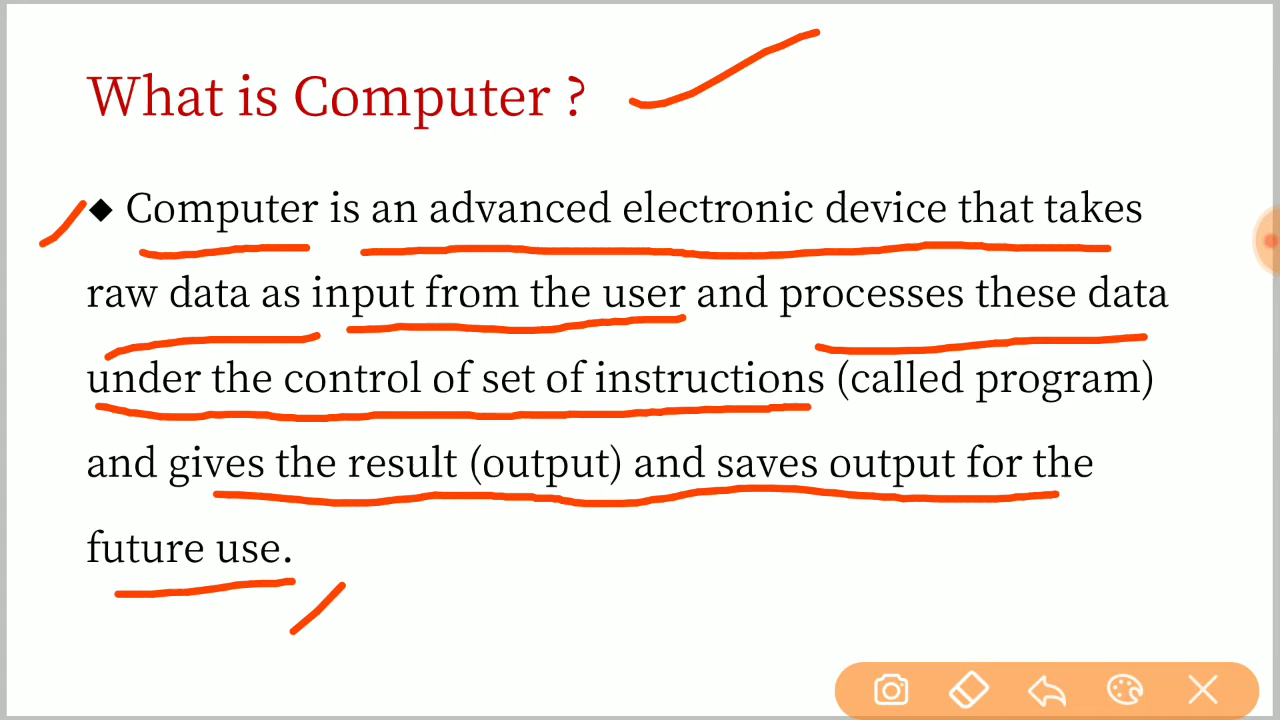 What is Computer ?
◆ Computer is an advanced electronic device that takes
raw data as input from the user and processes these data
under the control of set of instructions (called program)
and gives the result (output) and saves output for the
future use.